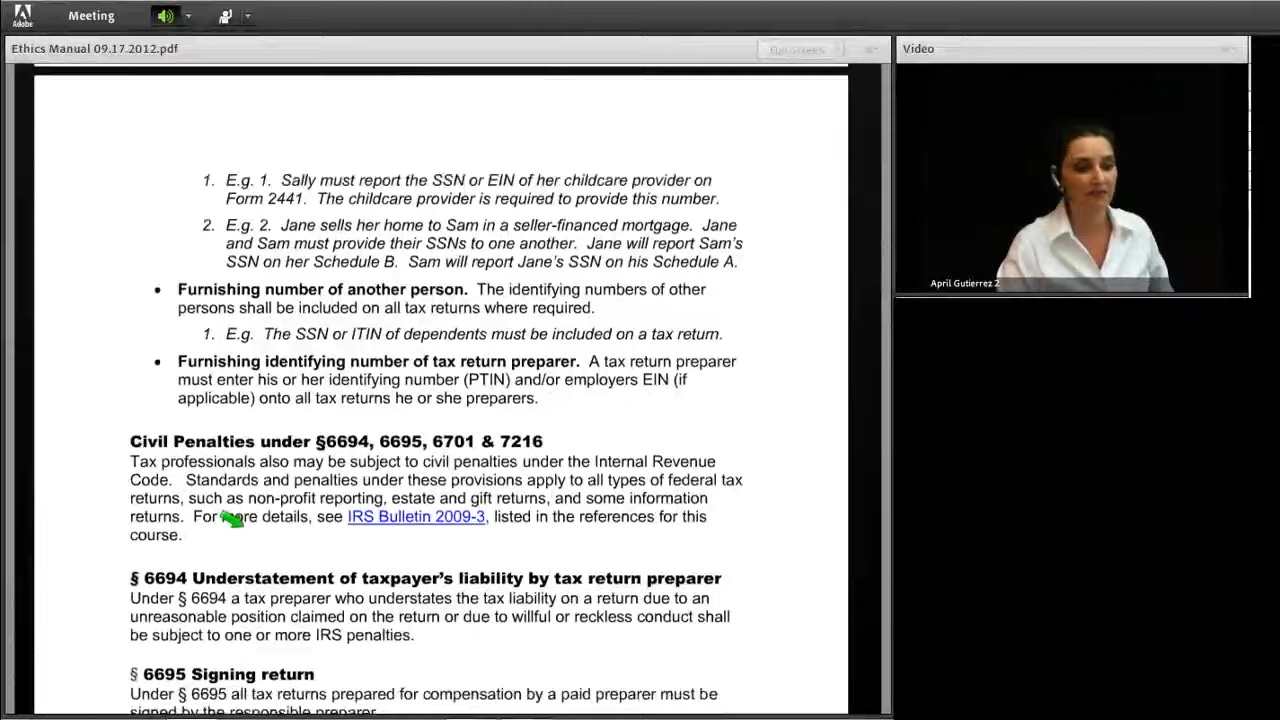 Adobe
Meeting
Ethics Manual 09.17.2012.pdf
Full Screen
Video
1. E.g. 1. Sally must report the SSN or EIN of her childcare provider on
Form 2441. The childcare provider is required to provide this number.
2. E.g. 2. Jane sells her home to Sam in a seller-financed mortgage. Jane
and Sam must provide their SSNs to one another. Jane will report Sam's
SSN on her Schedule B. Sam will report Jane's SSN on his Schedule A.
• Furnishing number of another person. The identifying numbers of other
persons shall be included on all tax returns where required.
1. E.g. The SSN or ITIN of dependents must be included on a tax return.
• Furnishing identifying number of tax return preparer. A tax return preparer
must enter his or her identifying number (PTIN) and/or employers EIN (if
applicable) onto all tax returns he or she preparers.
Civil Penalties under §6694, 6695, 6701 & 7216
Tax professionals also may be subject to civil penalties under the Internal Revenue
Code. Standards and penalties under these provisions apply to all types of federal tax
returns, such as non-profit reporting, estate and gift returns, and some information
returns. For more details, see IRS Bulletin 2009-3, listed in the references for this
course.
§ 6694 Understatement of taxpayer's liability by tax return preparer
Under § 6694 a tax preparer who understates the tax liability on a return due to an
unreasonable position claimed on the return or due to willful or reckless conduct shall
be subject to one or more IRS penalties.
§ 6695 Signing return
Under § 6695 all tax returns prepared for compensation by a paid preparer must be
signed by the responsible preparer.
April Gutierrez 2